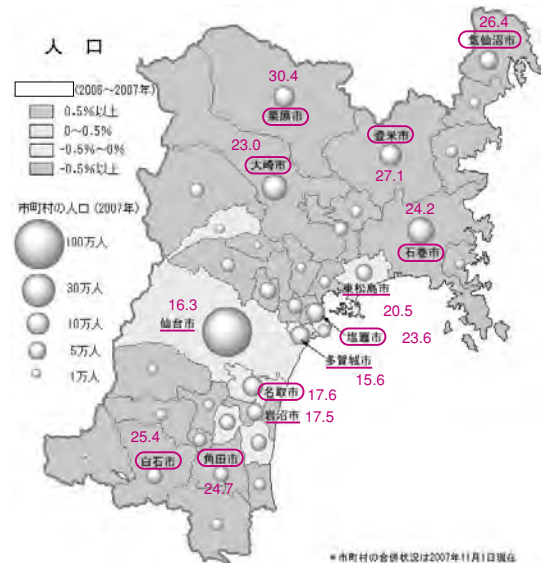 人 口
(2006～2007年)
0.5%以上
0～0.5%
-0.5%～0%
-0.5%以上
市町村の人口 (2007年)
100万人
30万人
10万人
5万人
1万人
26.4
気仙沼市
30.4
栗原市
登米市
27.1
23.0
大崎市
24.2
石巻市
東松島市
20.5
16.3
仙台市
塩竈市
23.6
多賀城市
15.6
名取市
17.6
岩沼市
17.5
25.4
白石市
角田市
24.7
*市町村の合併状況は2007年11月1日現在